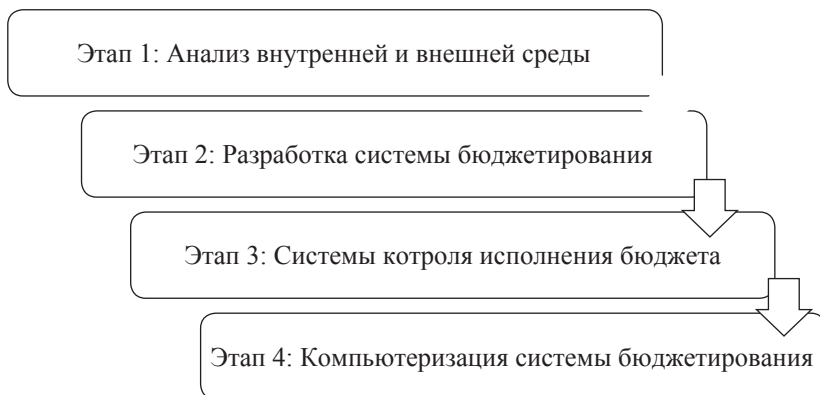 Этап 1: Анализ внутренней и внешней среды
Этап 2: Разработка системы бюджетирования
Этап 3: Системы котроля исполнения бюджета
Этап 4: Компьютеризация системы бюджетирования